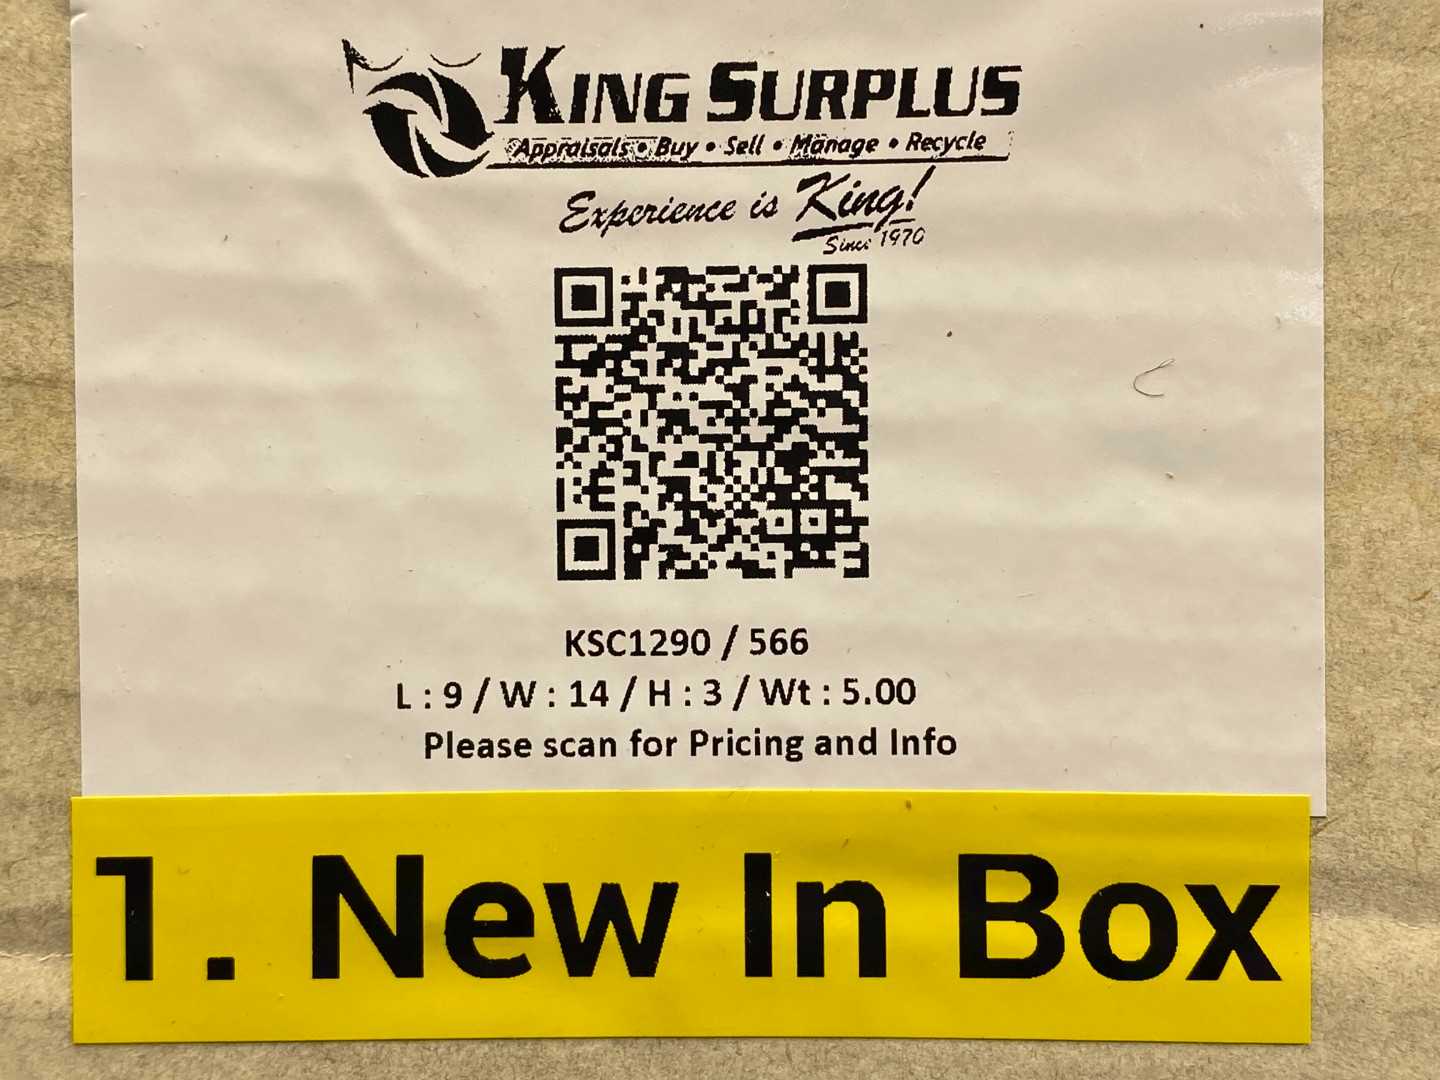 KING SURPLUS
Appraisals • Buy • Sell • Manage • Recycle
Experience is King!
Since 1970
KSC1290 / 566
L : 9 / W : 14 / H : 3 / Wt : 5.00
Please scan for Pricing and Info
1. New In Box